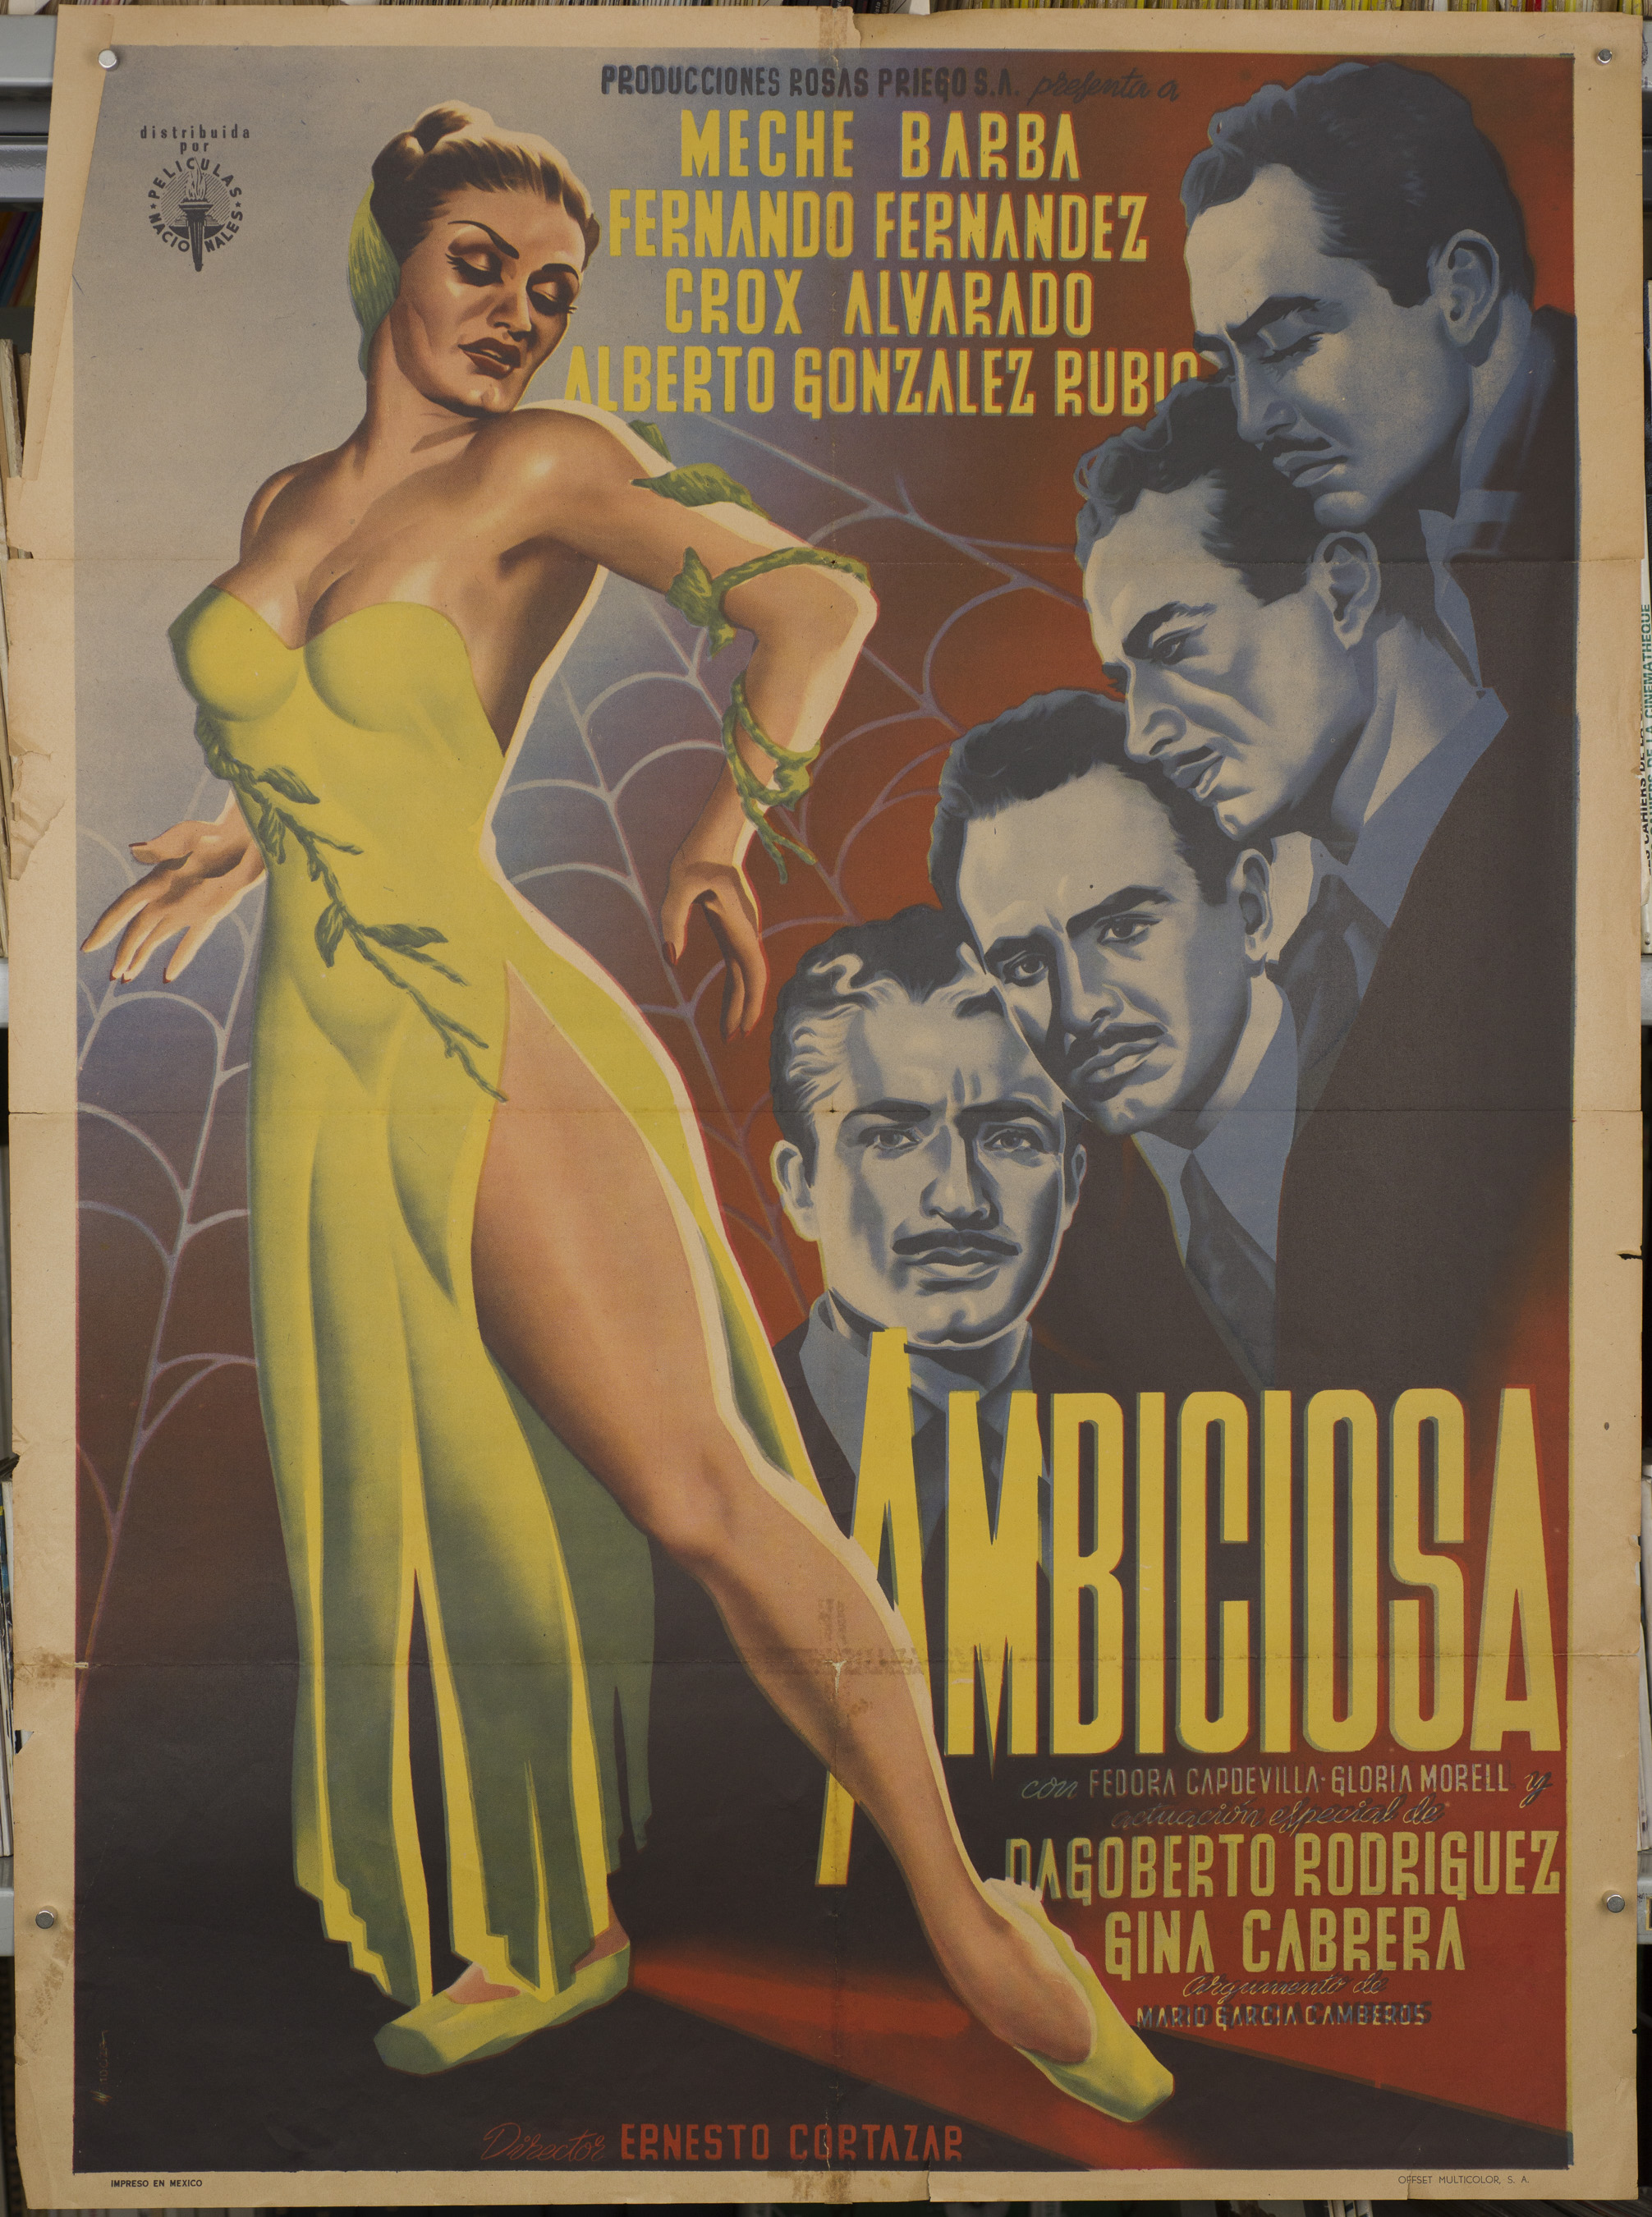 PRODUCCIONES ROSAS PRIEGO S.A. presenta a
MECHE BARBA
FERNANDO FERNANDEZ
CROX ALVARADO
ALBERTO GONZALEZ RUBIO
distribuida
por
PELICULAS
NACIONALES
AMBICIOSA
con FEDORA CAPDEVILLA-GLORIA MORELL y
actuación especial de
DAGOBERTO RODRIGUEZ
GINA CABRERA
argumento de
MARIO GARCIA CAMBEROS
Director ERNESTO CORTAZAR
IMPRESO EN MEXICO
OFFSET MULTICOLOR, S. A.